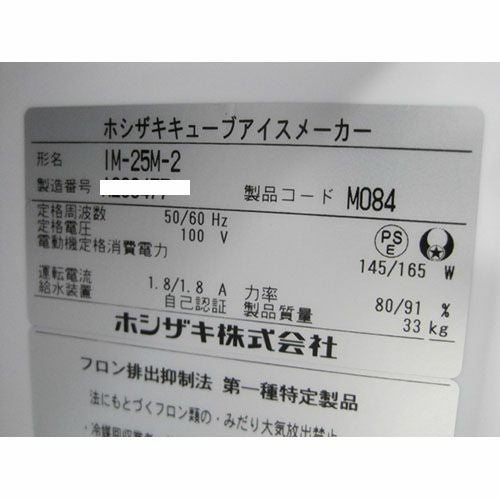 ホシザキキューブアイスメーカー
形名 IM-25M-2
製造番号 製品コード M084
定格周波数 50/60 Hz
定格電圧 100 V
電動機定格消費電力 145/165 W
PS
E
運転電流 1.8/1.8 A 力率 80/91 %
給水装置 自己認証 製品質量 33 kg
ホシザキ株式会社
フロン排出抑制法 第一種特定製品
法にもとづくフロン類の・みだり大気放出禁止